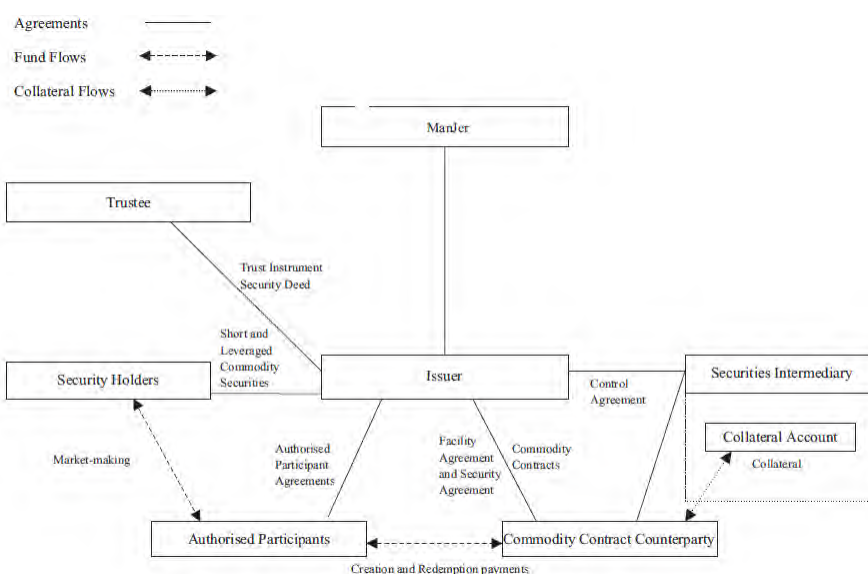 Agreements
Fund Flows
Collateral Flows
ManJer
Trustee
Trust Instrument
Security Deed
Short and
Leveraged
Commodity
Securities
Security Holders
Issuer
Control
Agreement
Securities Intermediary
Collateral Account
Collateral
Market-making
Authorised
Participant
Agreements
Facility
Agreement
and Security
Agreement
Commodity
Contracts
Authorised Participants
Commodity Contract Counterparty
Creation and Redemption payments